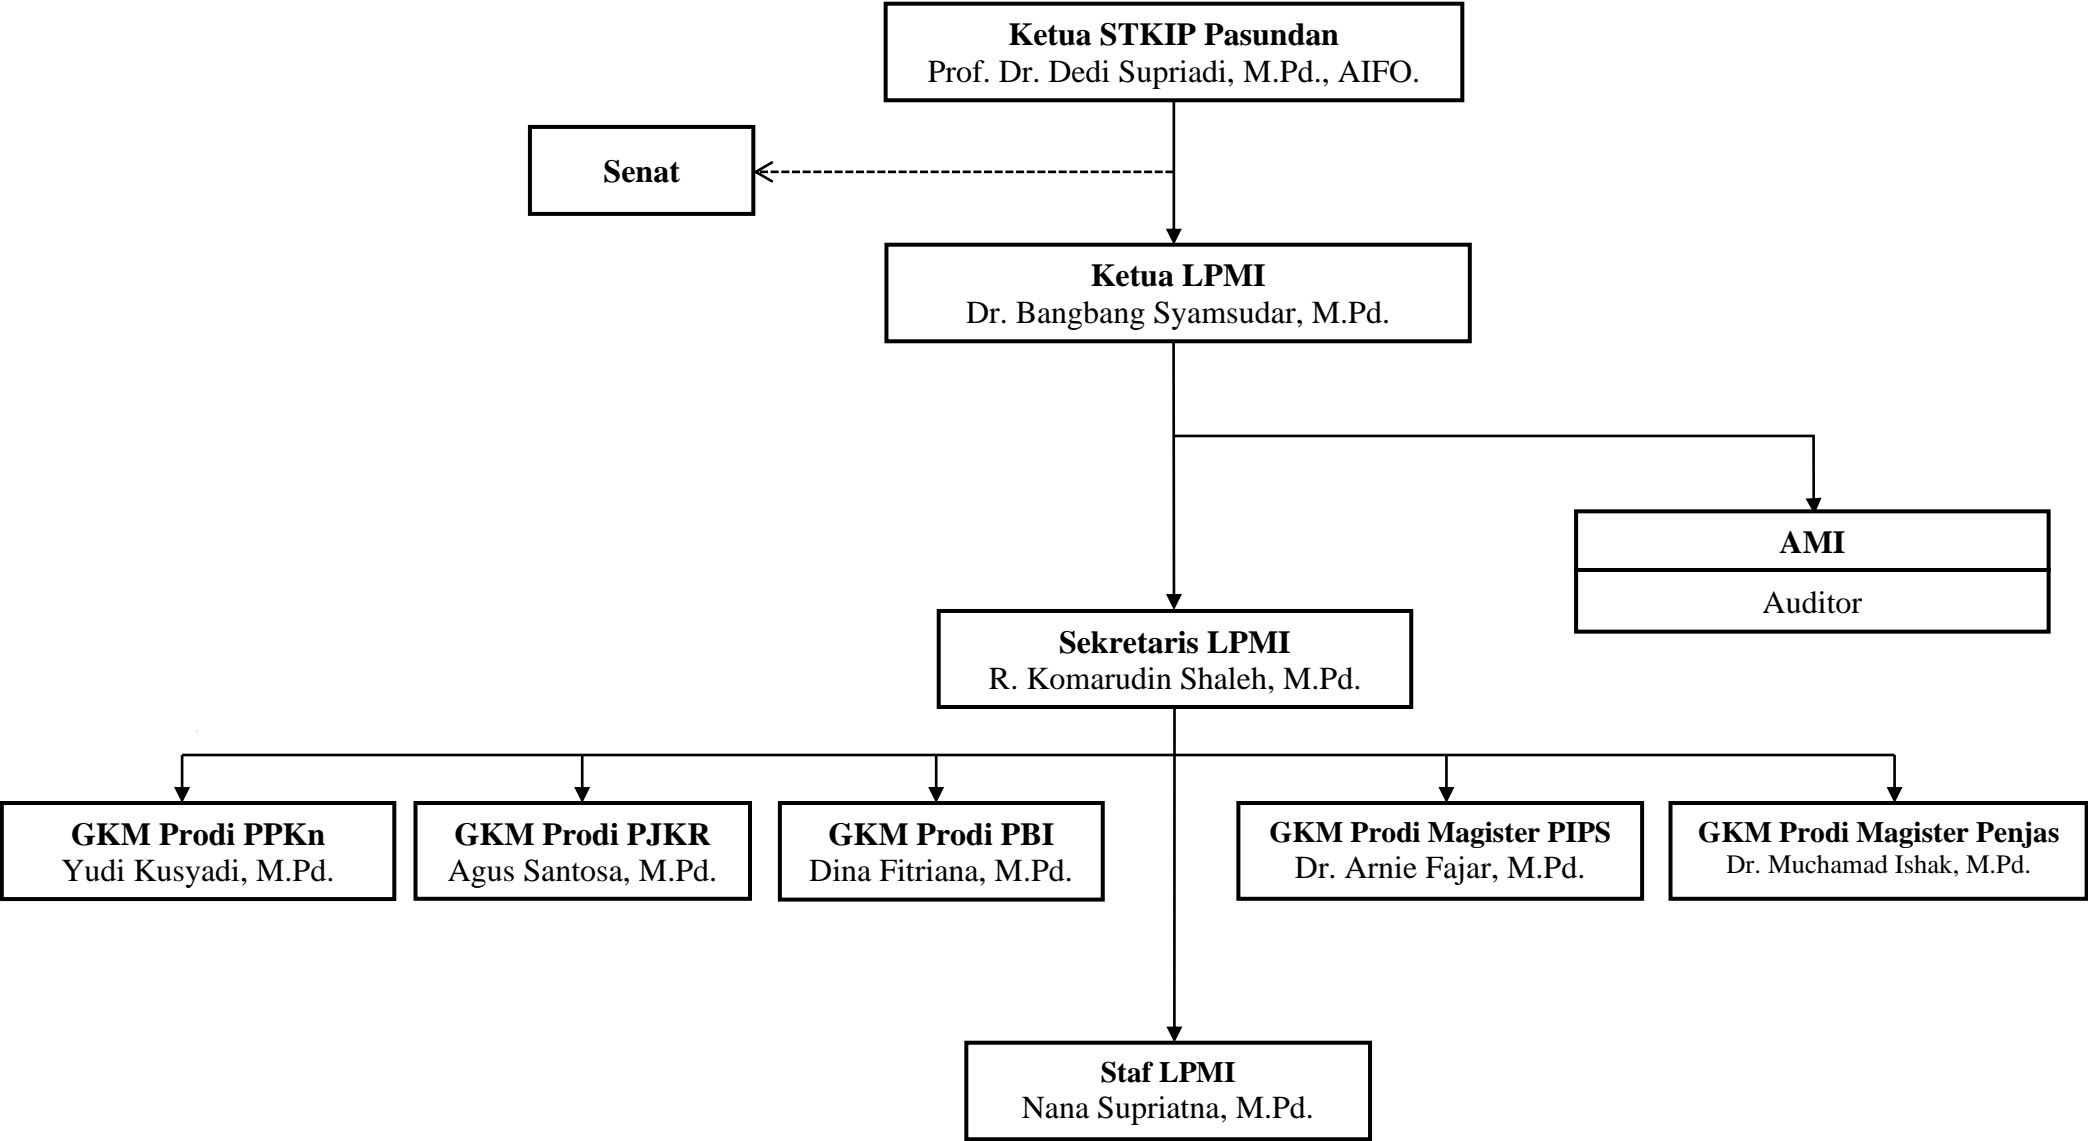 Ketua STKIP Pasundan
Prof. Dr. Dedi Supriadi, M.Pd., AIFO.
Senat
Ketua LPMI
Dr. Bangbang Syamsudar, M.Pd.
AMI
Auditor
Sekretaris LPMI
R. Komarudin Shaleh, M.Pd.
GKM Prodi PPKn
Yudi Kusyadi, M.Pd.
GKM Prodi PJKR
Agus Santosa, M.Pd.
GKM Prodi PBI
Dina Fitriana, M.Pd.
GKM Prodi Magister PIPS
Dr. Arnie Fajar, M.Pd.
GKM Prodi Magister Penjas
Dr. Muchamad Ishak, M.Pd.
Staf LPMI
Nana Supriatna, M.Pd.